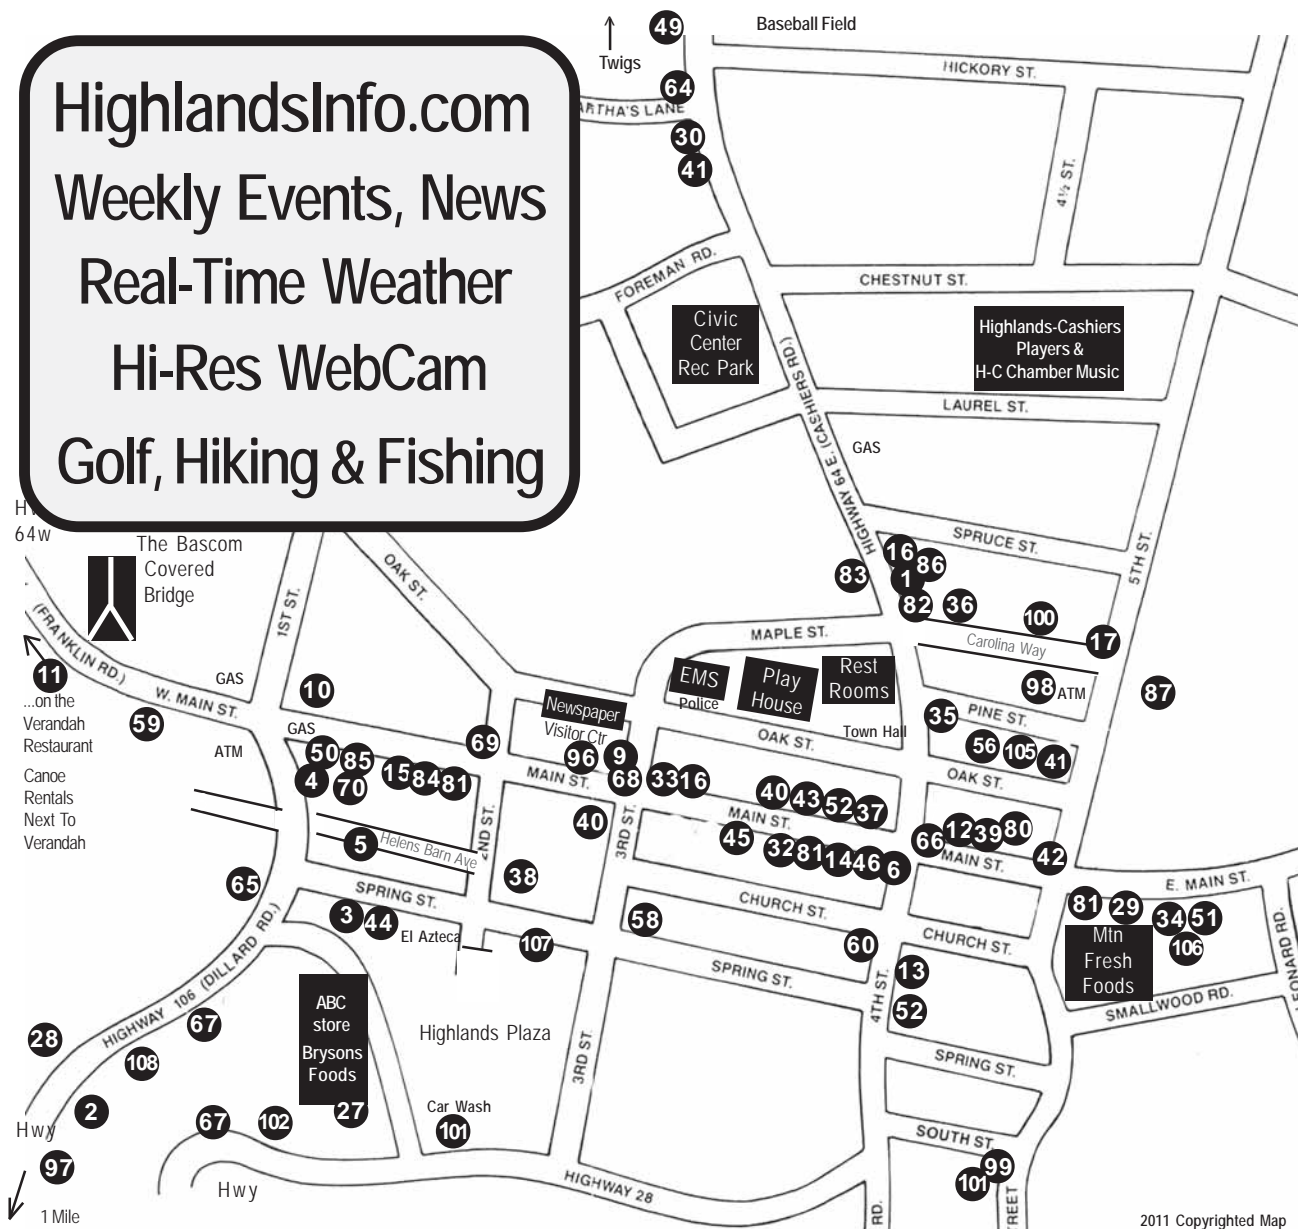 49
Baseball Field
Twigs
HICKORY ST.
64
ARTHA'S LANE
30
41
4½ ST.
HighlandsInfo.com
Weekly Events, News
Real-Time Weather
Hi-Res WebCam
Golf, Hiking & Fishing
FOREMAN RD.
CHESTNUT ST.
Civic
Center
Rec Park
Highlands-Cashiers
Players &
H-C Chamber Music
HIGHWAY 64 E. (CASHIERS RD.)
LAUREL ST.
GAS
SPRUCE ST.
5TH ST.
64w
The Bascom
Covered
Bridge
OAK ST.
1ST ST.
(FRANKLIN RD.)
W. MAIN ST.
11
...on the
Verandah
Restaurant
Canoe
Rentals
Next To
Verandah
59
GAS
ATM
10
GAS
83
16
86
1
82
36
100
17
Carolina Way
MAPLE ST.
EMS
Police
Play
House
Rest
Rooms
Town Hall
98
ATM
87
35
PINE ST.
56
105
41
Newspaper
Visitor Ctr
OAK ST.
OAK ST.
69
96
9
68
33
16
50
85
4
70
15
84
81
MAIN ST.
2ND ST.
40
3RD ST.
40
43
52
37
MAIN ST.
45
32
81
14
46
6
66
12
39
80
42
MAIN ST.
5
Helens Barn Ave
38
65
SPRING ST.
3
44
El Azteca
107
58
CHURCH ST.
60
CHURCH ST.
E. MAIN ST.
81
29
34
51
106
Mtn
Fresh
Foods
LEONARD RD.
SMALLWOOD RD.
SPRING ST.
4TH ST.
13
52
HIGHWAY 106 (DILLARD RD.)
67
28
108
2
ABC
store
Brysons
Foods
27
Highlands Plaza
3RD ST.
SPRING ST.
Car Wash
101
67
102
Hwy
97
1 Mile
Hwy
HIGHWAY 28
SOUTH ST.
99
101
RD.
2011 Copyrighted Map